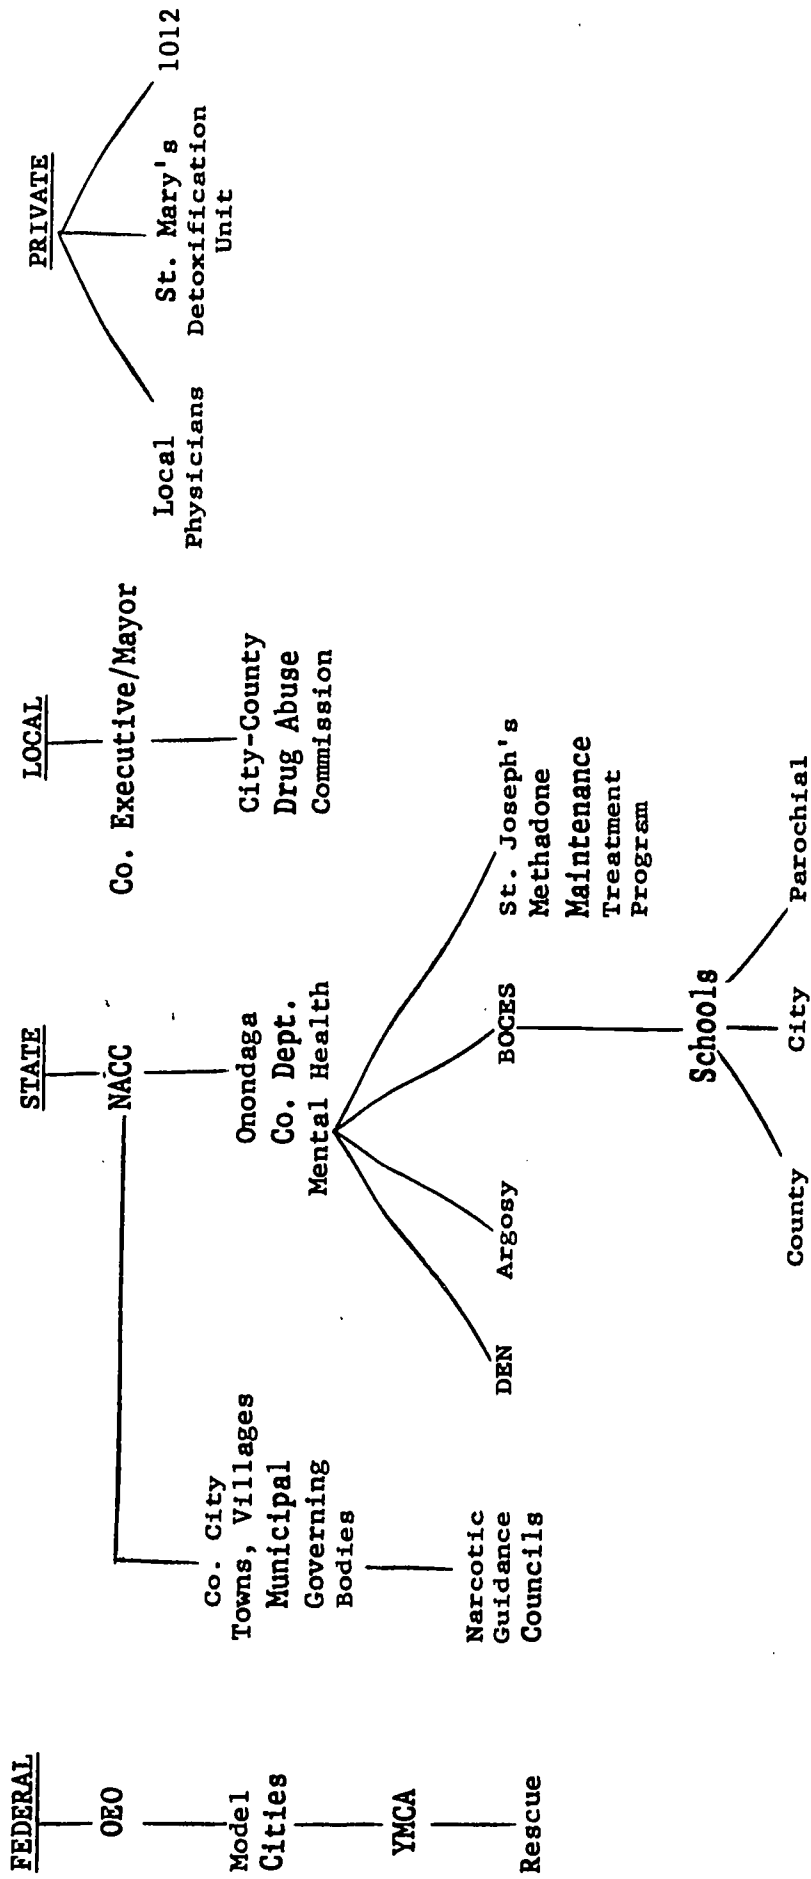 FEDERAL
OEO
Model
Cities
YMCA
Rescue
STATE
NACC
Co. City
Towns, Villages
Municipal
Governing
Bodies
Narcotic
Guidance
Councils
Onondaga
Co. Dept.
Mental Health
DEN
Argosy
BOCES
St. Joseph's
Methadone
Maintenance
Treatment
Program
Schools
County
City
Parochial
LOCAL
Co. Executive/Mayor
City-County
Drug Abuse
Commission
PRIVATE
Local
Physicians
St. Mary's
Detoxification
Unit
1012